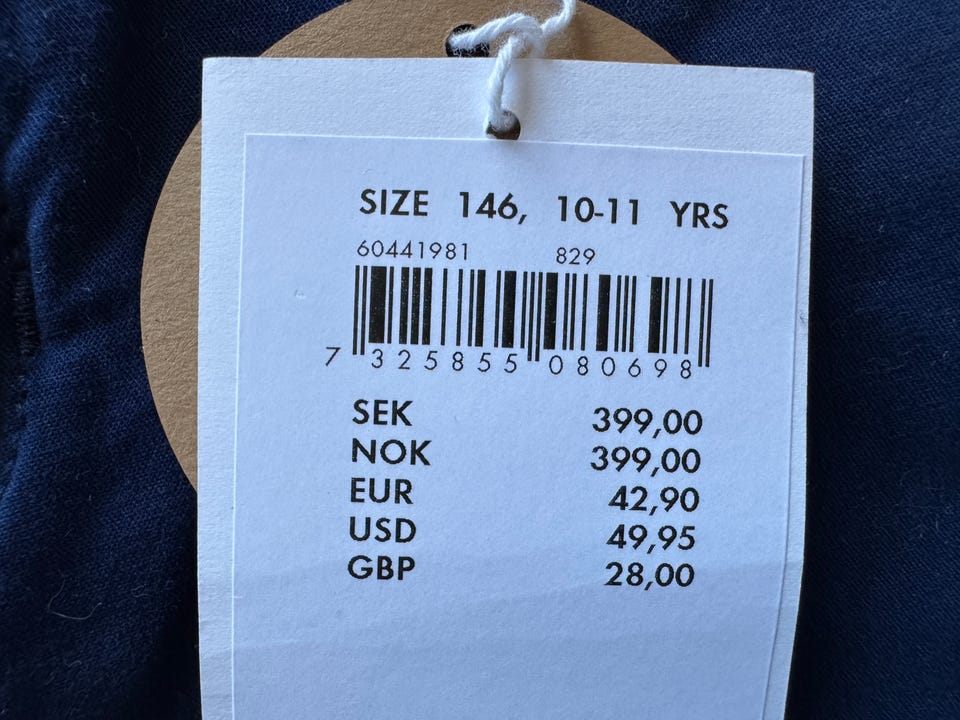 SIZE 146, 10-11 YRS
60441981 829
7 325855 080698
SEK 399,00
NOK 399,00
EUR 42,90
USD 49,95
GBP 28,00